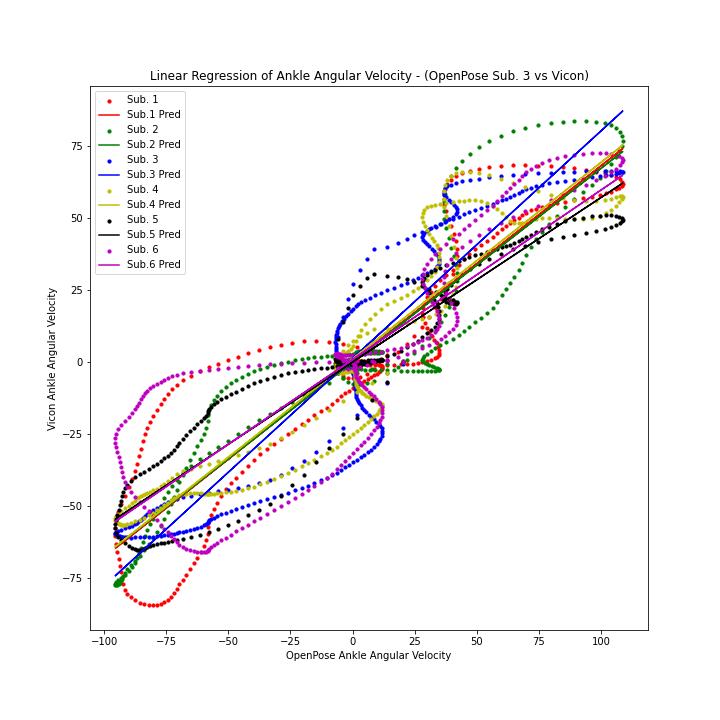 Linear Regression of Ankle Angular Velocity - (OpenPose Sub. 3 vs Vicon)
Sub. 1
Sub.1 Pred
Sub. 2
Sub.2 Pred
Sub. 3
Sub.3 Pred
Sub. 4
Sub.4 Pred
Sub. 5
Sub.5 Pred
Sub. 6
Sub.6 Pred
75
50
25
0
−25
−50
−75
Vicon Ankle Angular Velocity
−100 −75 −50 −25 0 25 50 75 100
OpenPose Ankle Angular Velocity